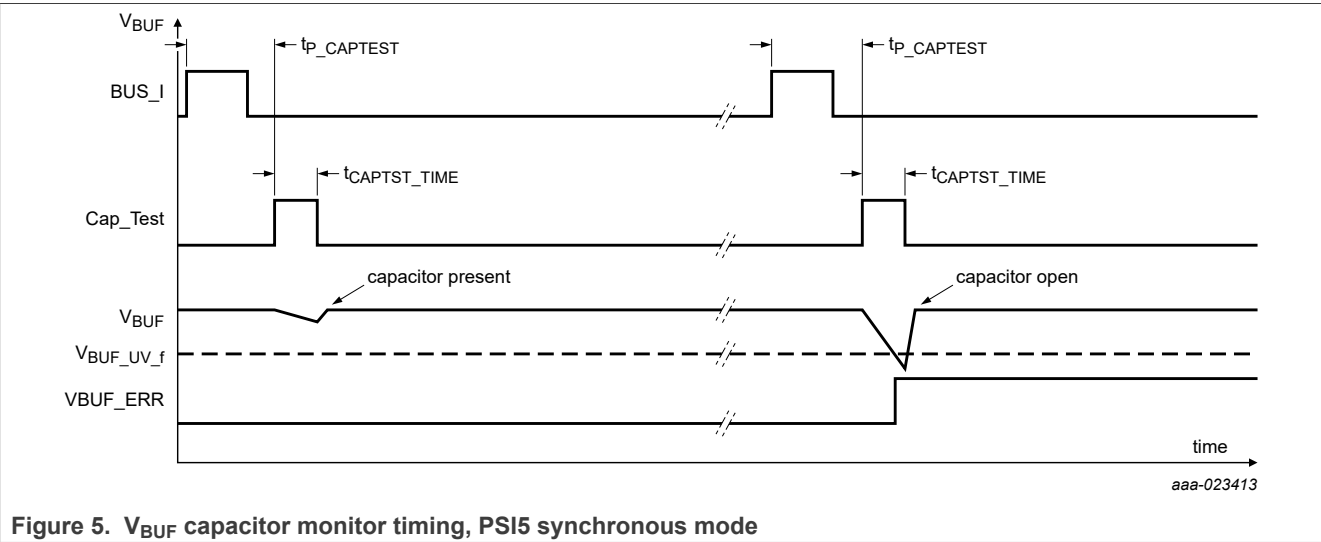 VBUF
tP_CAPTEST
tP_CAPTEST
BUS_I
tCAPTST_TIME
tCAPTST_TIME
Cap_Test
capacitor present
capacitor open
VBUF
VBUF_UV_f
VBUF_ERR
time
aaa-023413
Figure 5. VBUF capacitor monitor timing, PSI5 synchronous mode